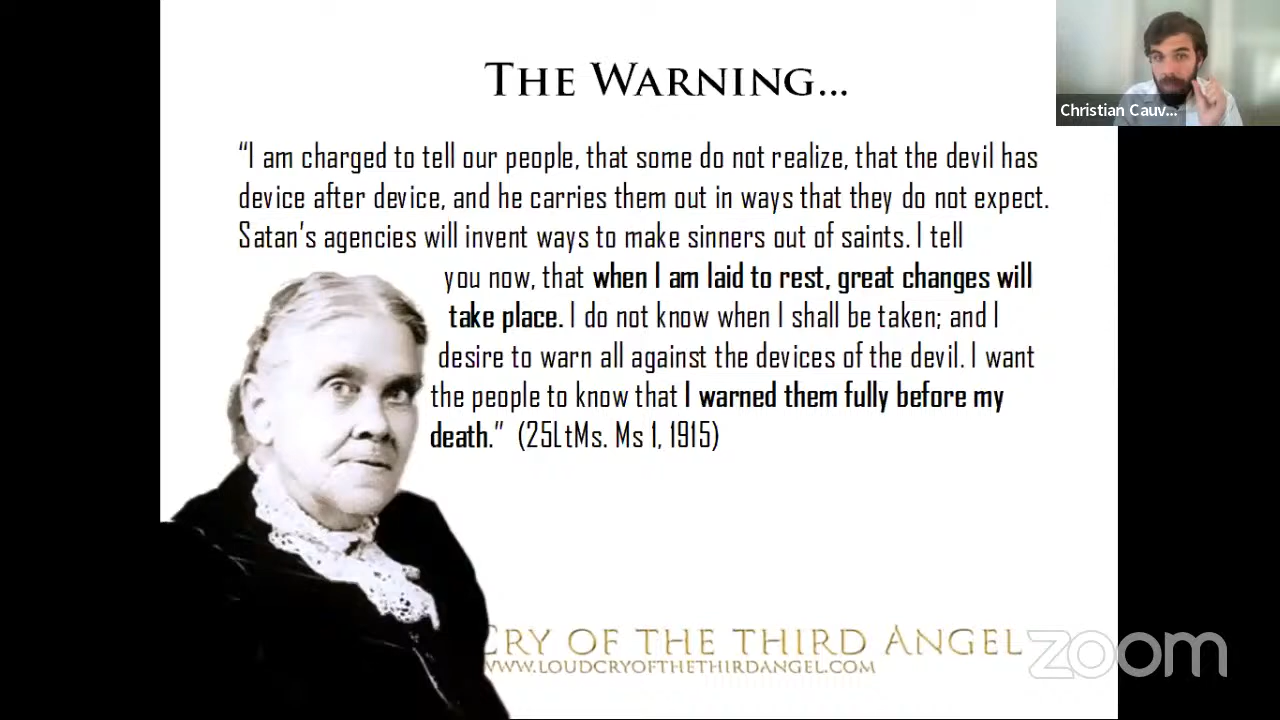 THE WARNING...
Christian Cauv...
“I am charged to tell our people, that some do not realize, that the devil has
device after device, and he carries them out in ways that they do not expect.
Satan's agencies will invent ways to make sinners out of saints. I tell
you now, that when I am laid to rest, great changes will
take place. I do not know when I shall be taken; and I
desire to warn all against the devices of the devil. I want
the people to know that I warned them fully before my
death.” (25LtMs. Ms 1, 1915)
CRY OF THE THIRD ANGEL
WWW.LOUDCRYOFTHETHIRDANGEL.COM
zoom